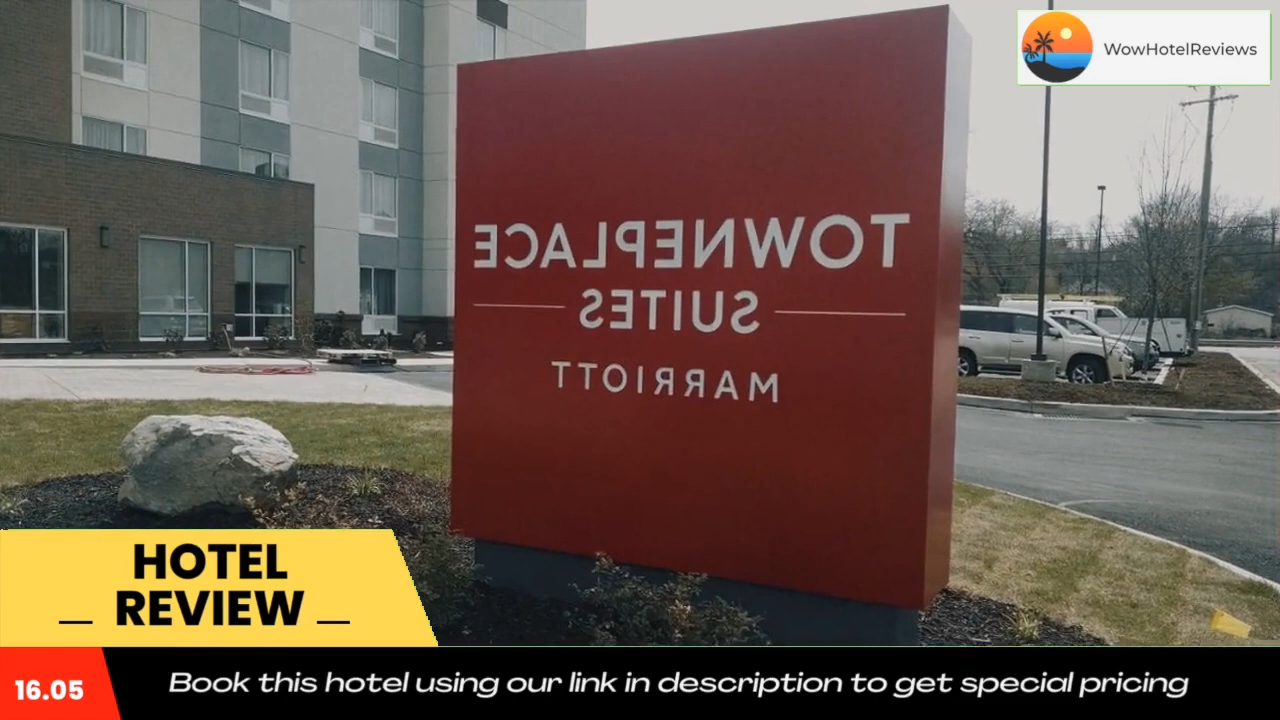 WowHotelReviews
TOWNEPLACE
SUITES
MARRIOTT
HOTEL
REVIEW
16.05
Book this hotel using our link in description to get special pricing